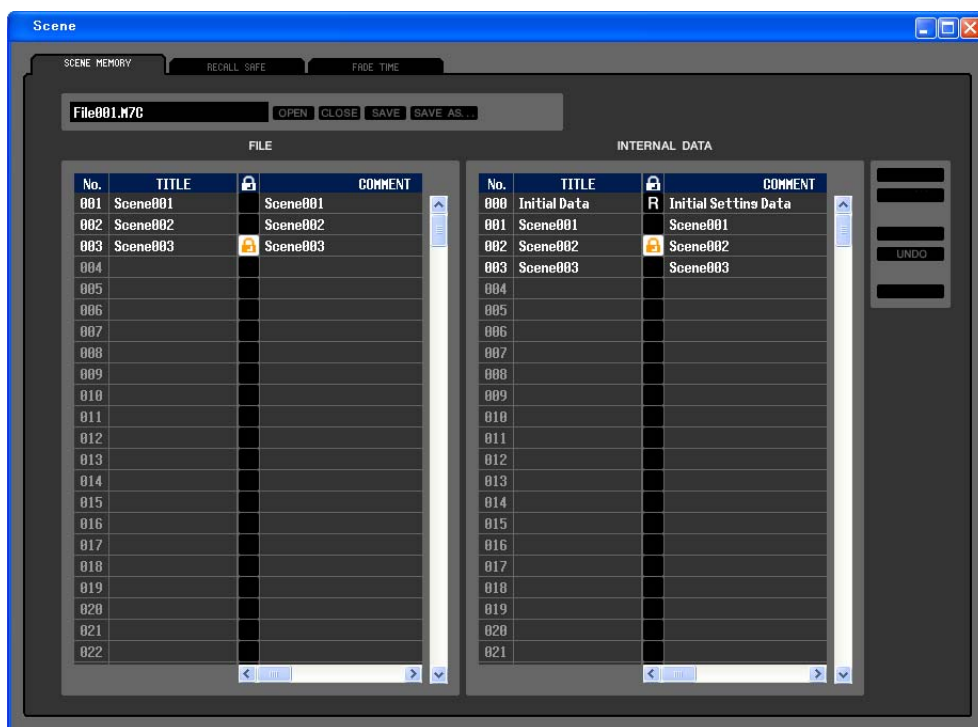 Scene
SCENE MEMORY RECALL SAFE FADE TIME
File001.M7C OPEN CLOSE SAVE SAVE AS...
FILE INTERNAL DATA
No. TITLE COMMENT No. TITLE COMMENT
001 Scene001 Scene001 000 Initial Data R Initial Setting Data
002 Scene002 Scene002 001 Scene001 Scene001
003 Scene003 Scene003 002 Scene002 Scene002
UNDO
004 003 Scene003 Scene003
005 004
006 005
007 006
008 007
009 008
010 009
011 010
012 011
013 012
014 013
015 014
016 015
017 016
018 017
019 018
020 019
021 020
022 021